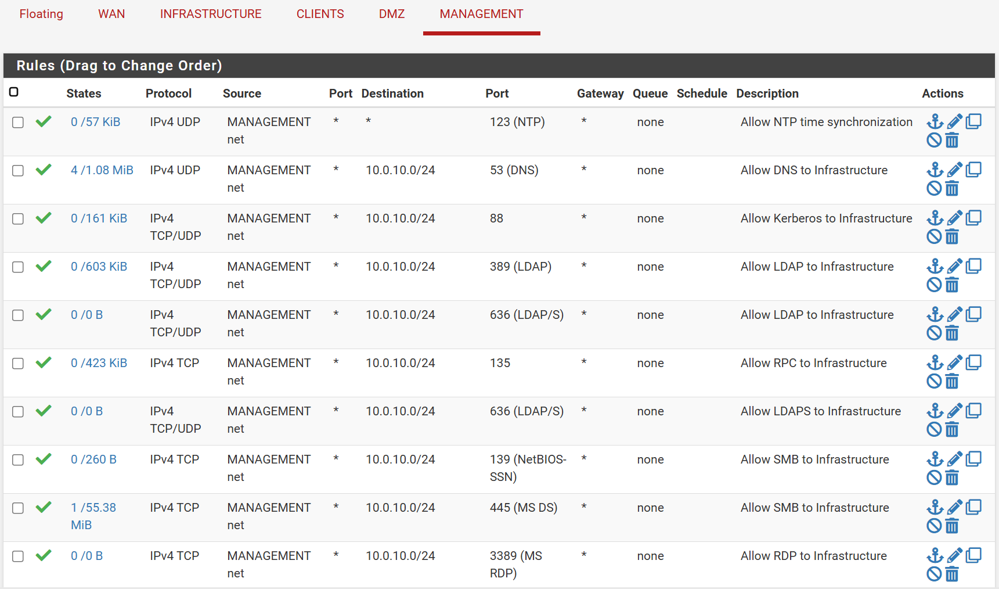 Floating WAN INFRASTRUCTURE CLIENTS DMZ MANAGEMENT
Rules (Drag to Change Order)
States Protocol Source Port Destination Port Gateway Queue Schedule Description Actions
0 /57 KiB IPv4 UDP MANAGEMENT * * 123 (NTP) * none Allow NTP time synchronization
net
4 /1.08 MiB IPv4 UDP MANAGEMENT * 10.0.10.0/24 53 (DNS) * none Allow DNS to Infrastructure
net
0 /161 KiB IPv4 MANAGEMENT * 10.0.10.0/24 88 * none Allow Kerberos to Infrastructure
TCP/UDP net
0 /603 KiB IPv4 MANAGEMENT * 10.0.10.0/24 389 (LDAP) * none Allow LDAP to Infrastructure
TCP/UDP net
0 /0 B IPv4 MANAGEMENT * 10.0.10.0/24 636 (LDAP/S) * none Allow LDAP to Infrastructure
TCP/UDP net
0 /423 KiB IPv4 TCP MANAGEMENT * 10.0.10.0/24 135 * none Allow RPC to Infrastructure
net
0 /0 B IPv4 MANAGEMENT * 10.0.10.0/24 636 (LDAP/S) * none Allow LDAPS to Infrastructure
TCP/UDP net
0 /260 B IPv4 TCP MANAGEMENT * 10.0.10.0/24 139 (NetBIOS- * none Allow SMB to Infrastructure
net SSN)
1 /55.38 IPv4 TCP MANAGEMENT * 10.0.10.0/24 445 (MS DS) * none Allow SMB to Infrastructure
MiB net
0 /0 B IPv4 TCP MANAGEMENT * 10.0.10.0/24 3389 (MS * none Allow RDP to Infrastructure
net RDP)